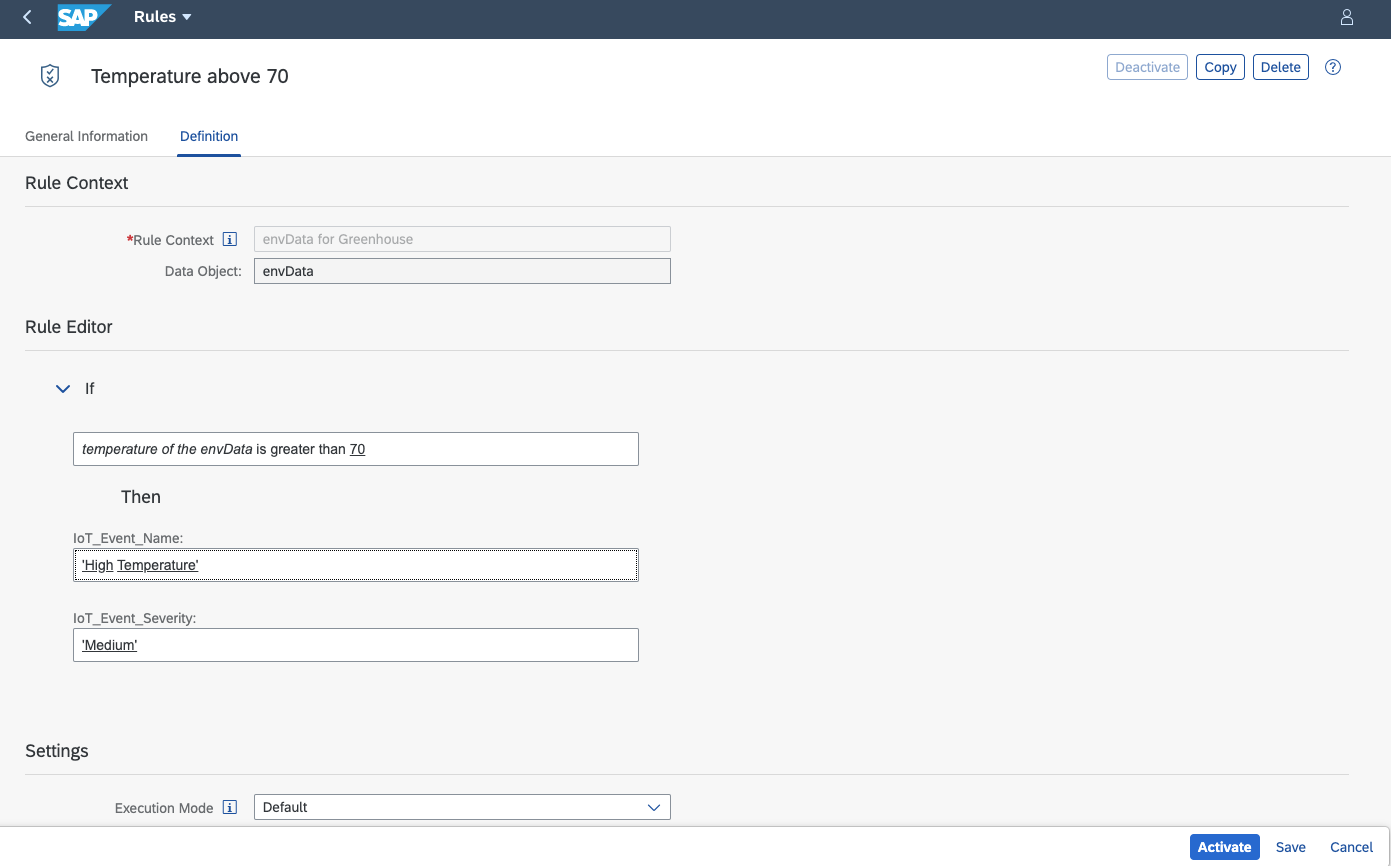 SAP Rules
Temperature above 70
Deactivate Copy Delete
General Information Definition
Rule Context
*Rule Context envData for Greenhouse
Data Object: envData
Rule Editor
If
temperature of the envData is greater than 70
Then
IoT_Event_Name:
'High Temperature'
IoT_Event_Severity:
'Medium'
Settings
Execution Mode Default
Activate Save Cancel